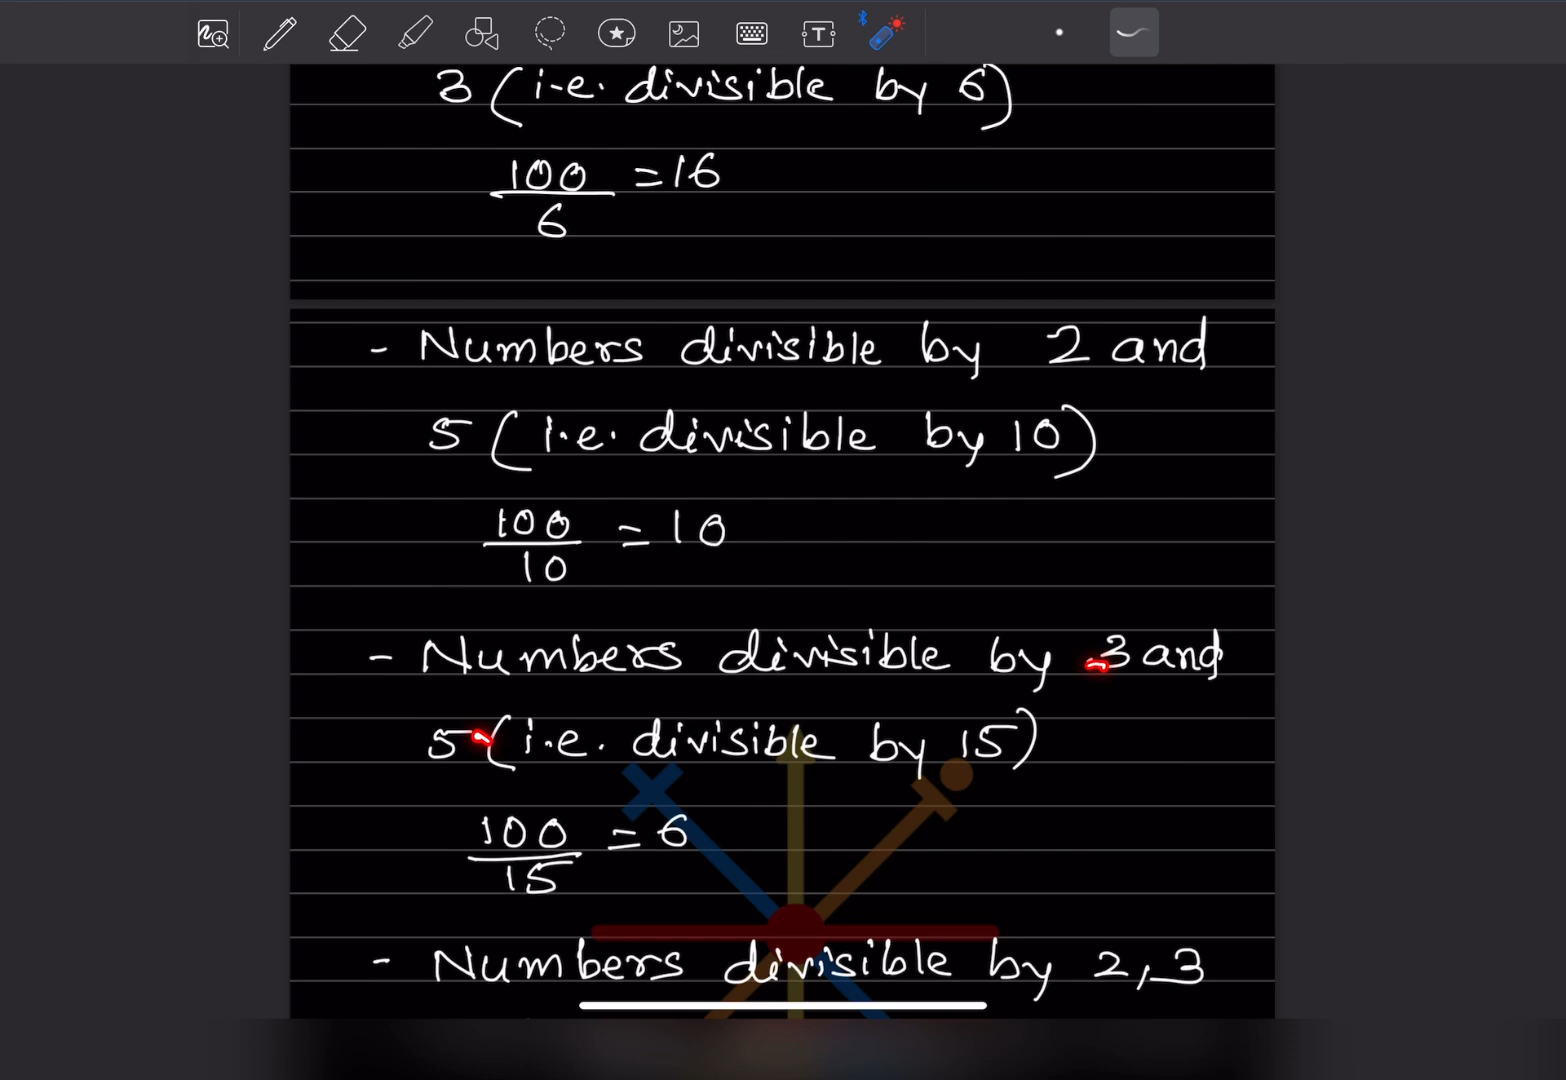 3 (i.e. divisible by 6)
100 = 16
6
- Numbers divisible by 2 and
5 (i.e. divisible by 10)
100 = 10
10
- Numbers divisible by 3 and
5 (i.e. divisible by 15)
100 = 6
15
- Numbers divisible by 2,3